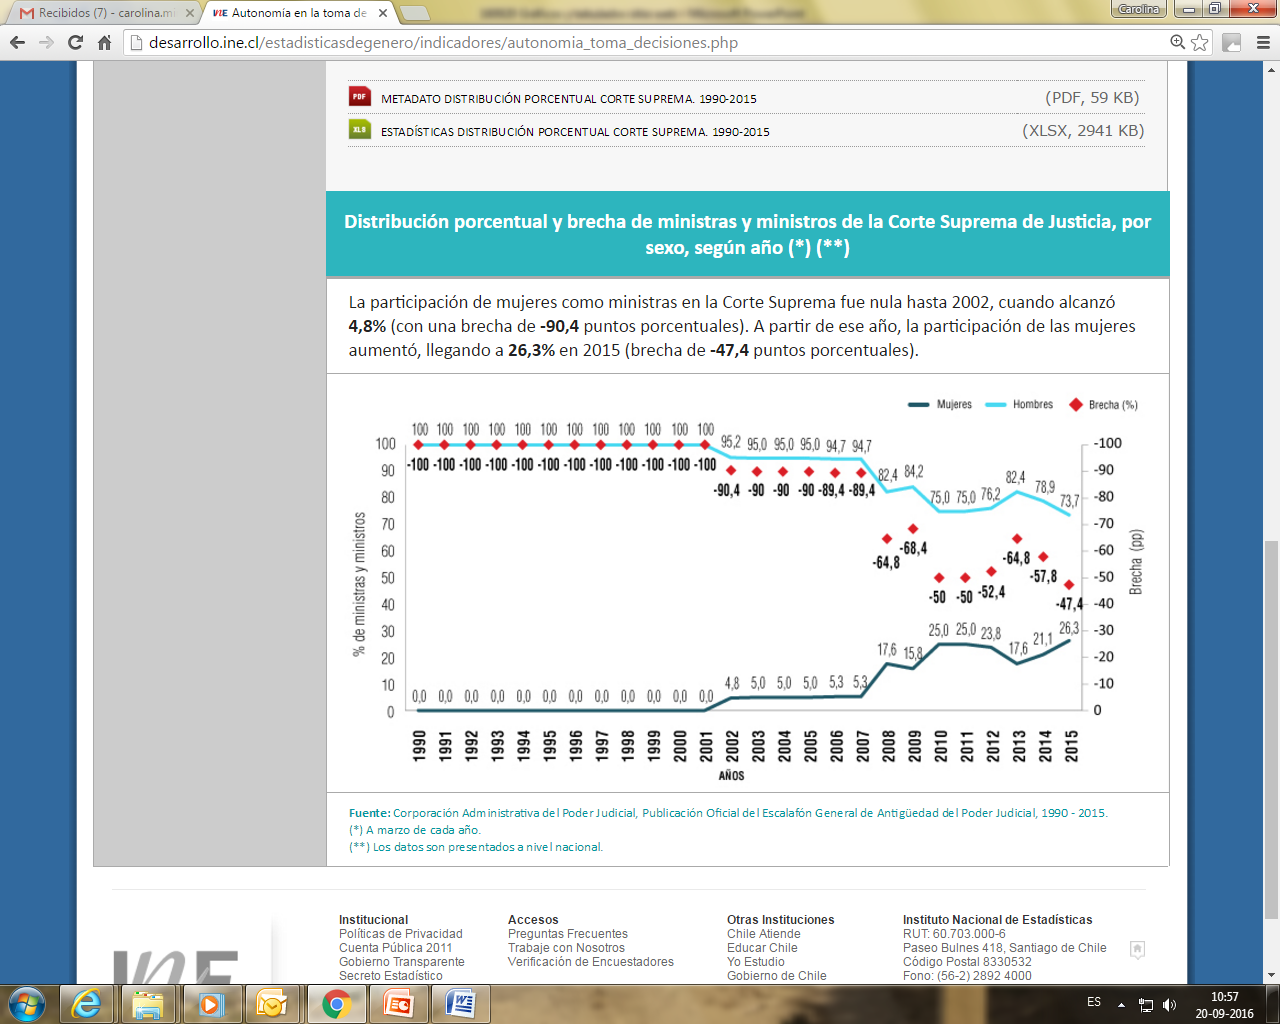 Recibidos (7) - carolina.m
INE Autonomía en la toma de
Carolina
desarrollo.ine.cl/estadisticasdegenero/indicadores/autonomia_toma_decisiones.php
PDF METADATO DISTRIBUCIÓN PORCENTUAL CORTE SUPREMA. 1990-2015 (PDF, 59 KB)
XLS ESTADÍSTICAS DISTRIBUCIÓN PORCENTUAL CORTE SUPREMA. 1990-2015 (XLSX, 2941 KB)
Distribución porcentual y brecha de ministras y ministros de la Corte Suprema de Justicia, por
sexo, según año (*) (**)
La participación de mujeres como ministras en la Corte Suprema fue nula hasta 2002, cuando alcanzó
4,8% (con una brecha de -90,4 puntos porcentuales). A partir de ese año, la participación de las mujeres
aumentó, llegando a 26,3% en 2015 (brecha de -47,4 puntos porcentuales).
Mujeres Hombres Brecha (%)
100 100 100 100 100 100 100 100 100 100 100 100 95,2 95,0 95,0 95,0 94,7 94,7 82,4 84,2 75,0 75,0 76,2 82,4 78,9 73,7
-100 -100 -100 -100 -100 -100 -100 -100 -100 -100 -100 -100 -90,4 -90 -90 -90 -89,4 -89,4 -64,8 -68,4 -50 -50 -52,4 -64,8 -57,8 -47,4
0,0 0,0 0,0 0,0 0,0 0,0 0,0 0,0 0,0 0,0 0,0 0,0 4,8 5,0 5,0 5,0 5,3 5,3 17,6 15,8 25,0 25,0 23,8 17,6 21,1 26,3
% de ministras y ministros
100
90
80
70
60
50
40
30
20
10
0
-100
-90
-80
-70
-60
-50
-40
-30
-20
-10
0
Brecha (pp)
1990 1991 1992 1993 1994 1995 1996 1997 1998 1999 2000 2001 2002 2003 2004 2005 2006 2007 2008 2009 2010 2011 2012 2013 2014 2015
AÑOS
Fuente: Corporación Administrativa del Poder Judicial, Publicación Oficial del Escalafón General de Antigüedad del Poder Judicial, 1990 - 2015.
(*) A marzo de cada año.
(**) Los datos son presentados a nivel nacional.
INE
Institucional
Políticas de Privacidad
Cuenta Pública 2011
Gobierno Transparente
Secreto Estadístico
Accesos
Preguntas Frecuentes
Trabaje con Nosotros
Verificación de Encuestadores
Otras Instituciones
Chile Atiende
Educar Chile
Yo Estudio
Gobierno de Chile
Instituto Nacional de Estadísticas
RUT: 60.703.000-6
Paseo Bulnes 418, Santiago de Chile
Código Postal 8330532
Fono: (56-2) 2892 4000
ES
10:57
20-09-2016